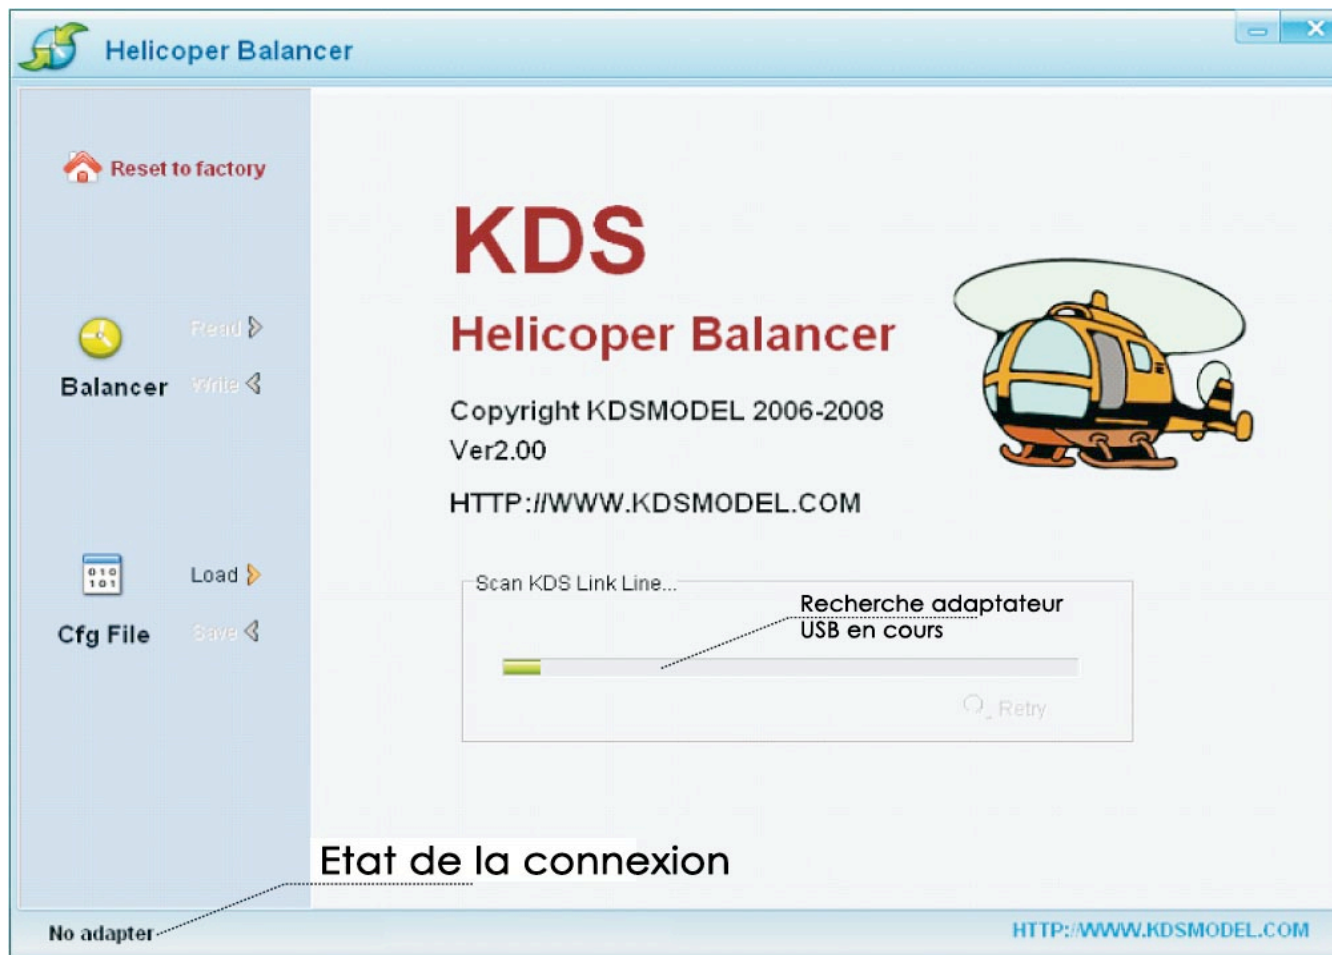 Helicoper Balancer
Reset to factory
Read
Balancer
Write
Load
Cfg File
Save
KDS
Helicoper Balancer
Copyright KDSMODEL 2006-2008
Ver2.00
HTTP://WWW.KDSMODEL.COM
Scan KDS Link Line...
Recherche adaptateur
USB en cours
Retry
Etat de la connexion
No adapter
HTTP://WWW.KDSMODEL.COM
010
101